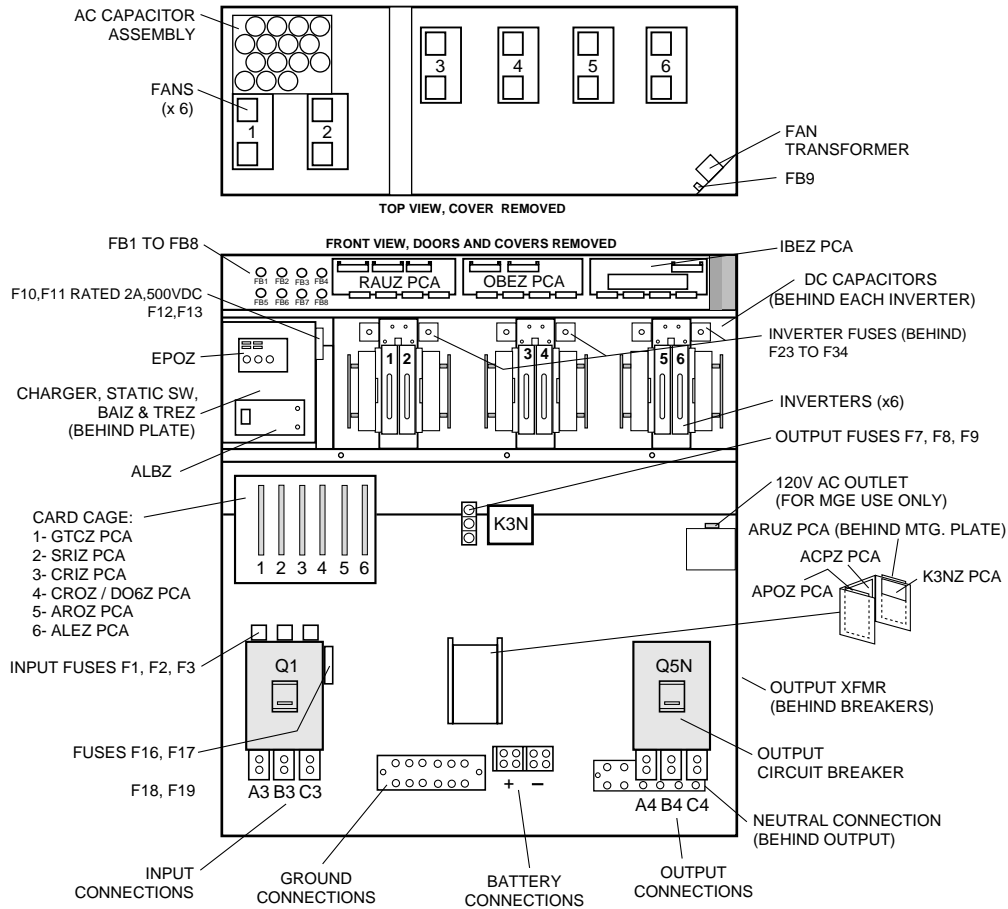 AC CAPACITOR
ASSEMBLY
FANS
(x 6)
1
2
3
4
5
6
FAN
TRANSFORMER
FB9
TOP VIEW, COVER REMOVED
FB1 TO FB8
FRONT VIEW, DOORS AND COVERS REMOVED
IBEZ PCA
FB1 FB2 FB3 FB4
FB5 FB6 FB7 FB8
RAUZ PCA
OBEZ PCA
DC CAPACITORS
(BEHIND EACH INVERTER)
F10,F11 RATED 2A,500VDC
F12,F13
INVERTER FUSES (BEHIND)
F23 TO F34
EPOZ
1 2
3 4
5 6
CHARGER, STATIC SW,
BAIZ & TREZ
(BEHIND PLATE)
INVERTERS (x6)
OUTPUT FUSES F7, F8, F9
ALBZ
120V AC OUTLET
(FOR MGE USE ONLY)
K3N
CARD CAGE:
1- GTCZ PCA
2- SRIZ PCA
3- CRIZ PCA
4- CROZ / DO6Z PCA
5- AROZ PCA
6- ALEZ PCA
1 2 3 4 5 6
ARUZ PCA (BEHIND MTG. PLATE)
ACPZ PCA
K3NZ PCA
APOZ PCA
INPUT FUSES F1, F2, F3
Q1
Q5N
OUTPUT XFMR
(BEHIND BREAKERS)
FUSES F16, F17
F18, F19
OUTPUT
CIRCUIT BREAKER
A3 B3 C3
+ −
A4 B4 C4
NEUTRAL CONNECTION
(BEHIND OUTPUT)
INPUT
CONNECTIONS
GROUND
CONNECTIONS
BATTERY
CONNECTIONS
OUTPUT
CONNECTIONS